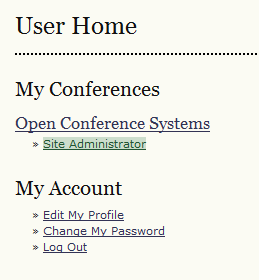 User Home
My Conferences
Open Conference Systems
» Site Administrator
My Account
» Edit My Profile
» Change My Password
» Log Out